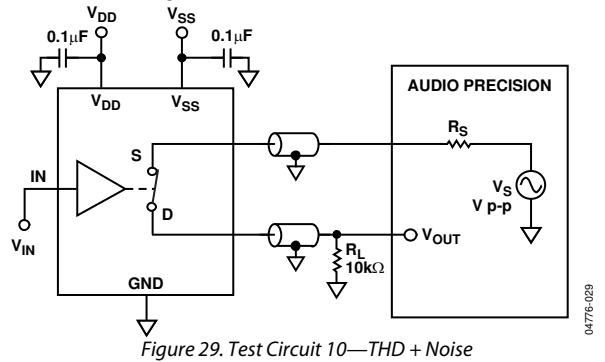 VDD VSS
0.1µF 0.1µF
VDD VSS
AUDIO PRECISION
RS
S
IN
VS
V p-p
D
VIN
VOUT
RL
10kΩ
GND
04776-029
Figure 29. Test Circuit 10—THD + Noise